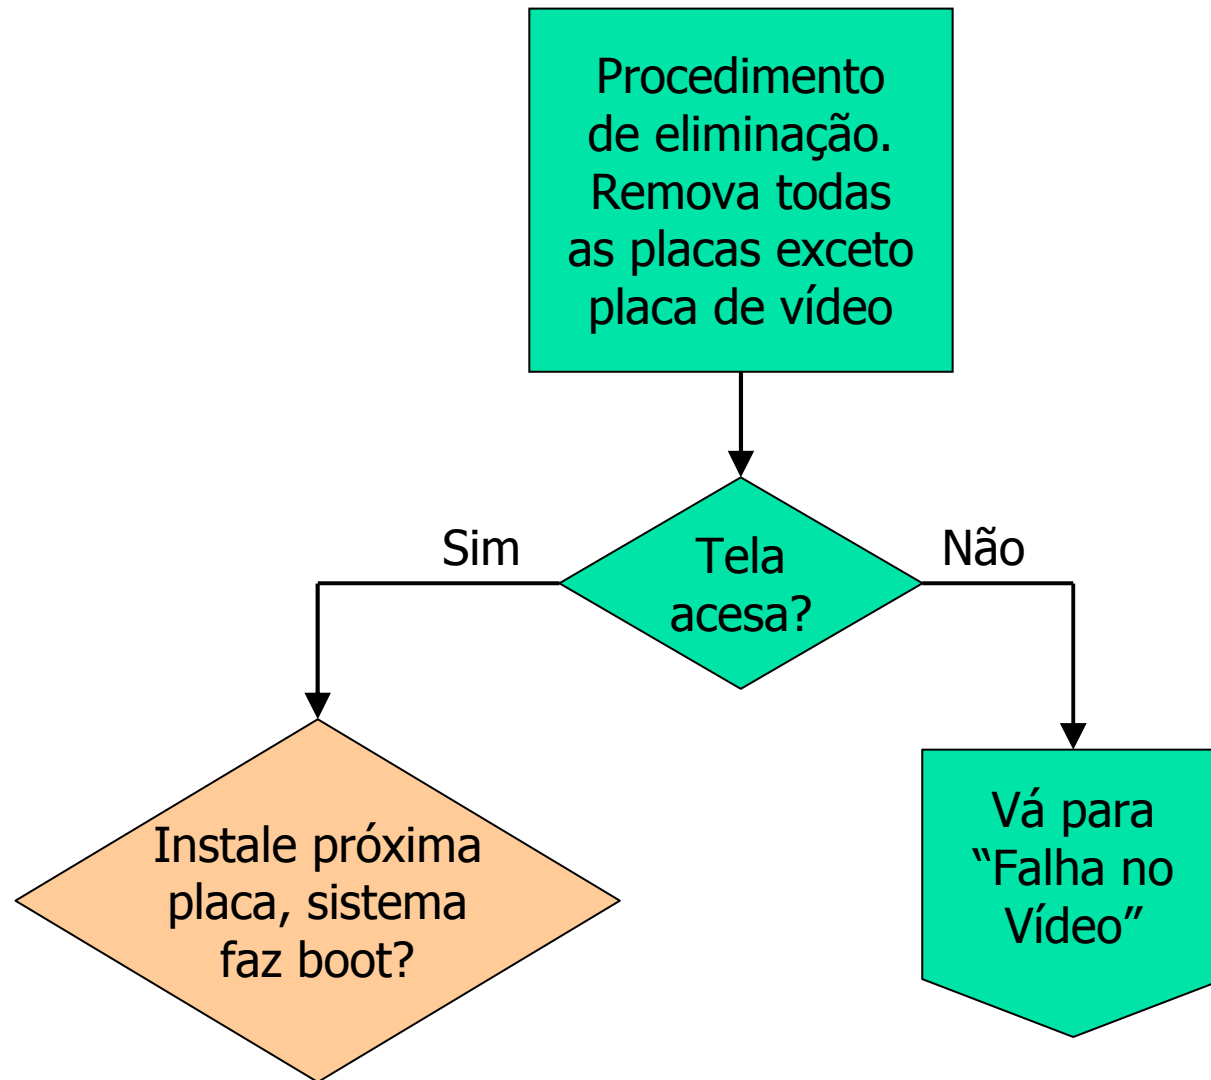 Procedimento
de eliminação.
Remova todas
as placas exceto
placa de vídeo
Sim
Tela
acesa?
Não
Instale próxima
placa, sistema
faz boot?
Vá para
“Falha no
Vídeo”